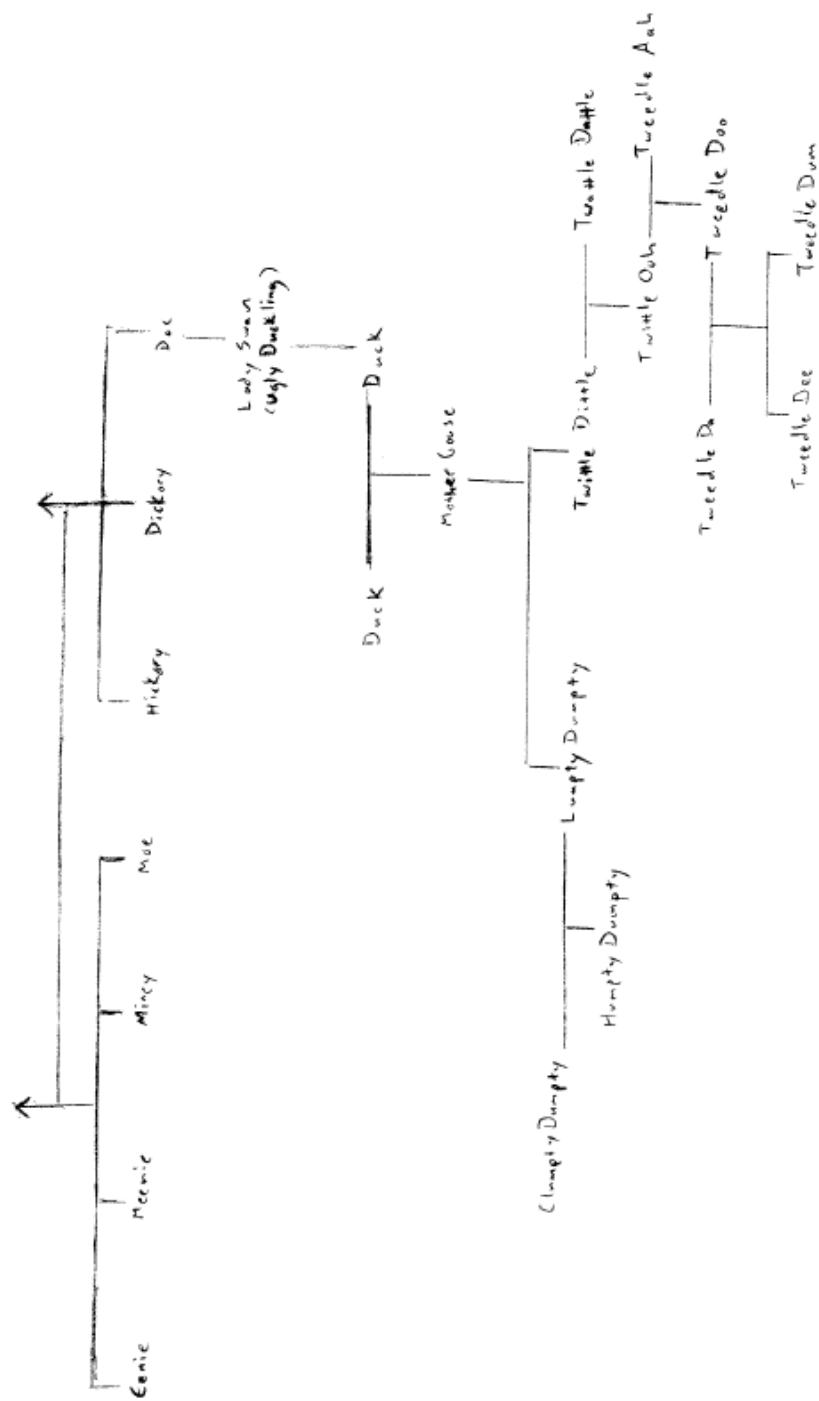 Eenie Meenie Miney Moe Hickory Dickory Doc
Lady Swan
(Ugly Duckling)
Duck Duck
Mother Goose
Clumpty Dumpty Lumpty Dumpty Twittle Dittle Twattle Dattle
Humpty Dumpty Twittle Ooh Tweedle Aah
Tweedle Da Tweedle Doo
Tweedle Dee Tweedle Dum